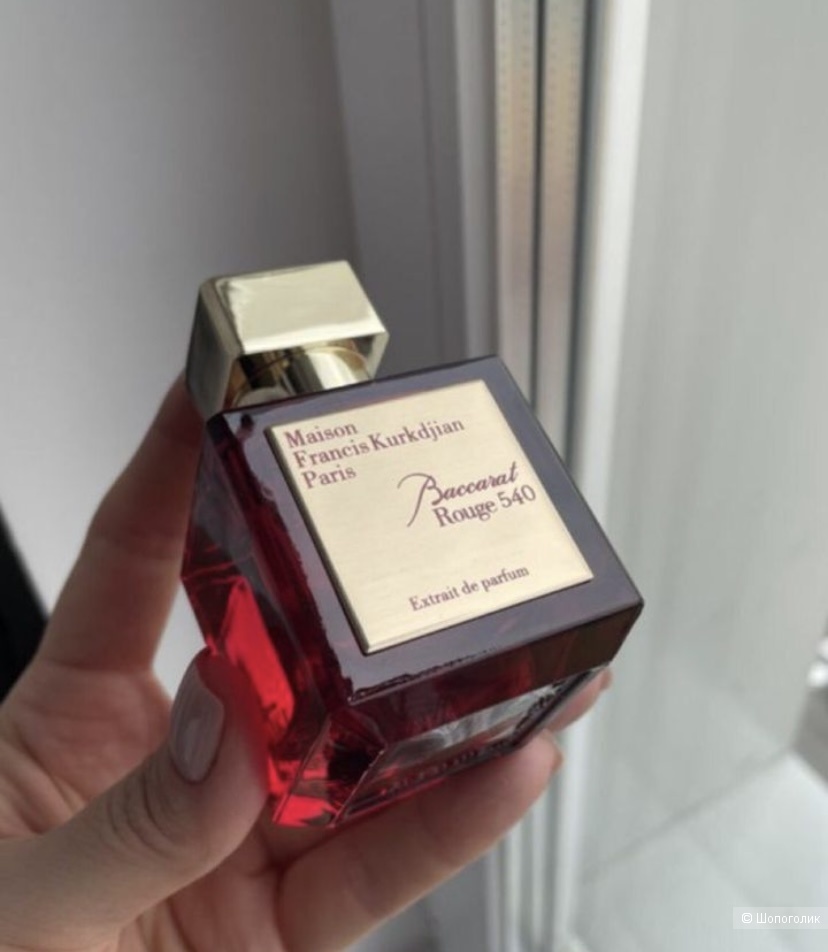 Maison
Francis Kurkdjian
Paris
Baccarat
Rouge 540
Extrait de parfum
© Шопоголик